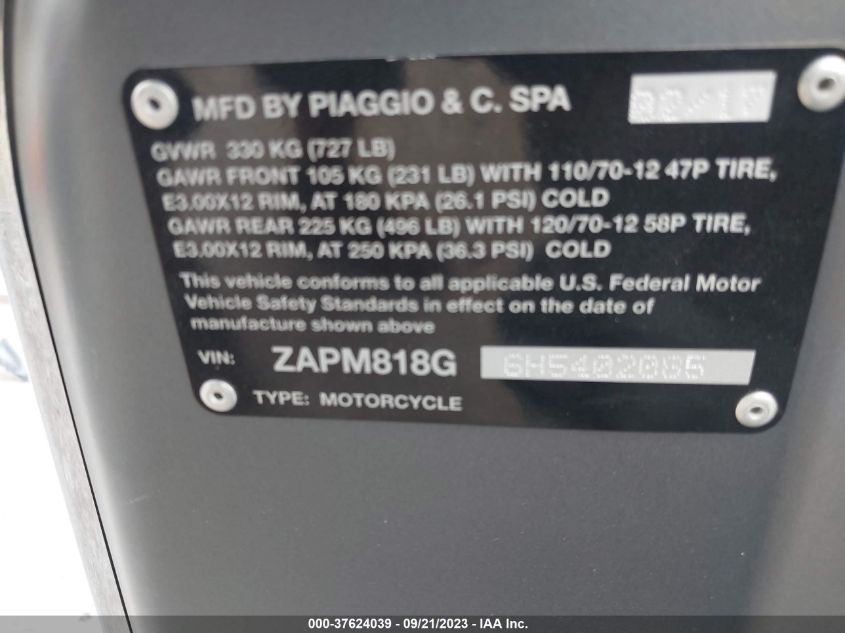 MFD BY PIAGGIO & C. SPA
GVWR 330 KG (727 LB)
GAWR FRONT 105 KG (231 LB) WITH 110/70-12 47P TIRE,
E3.00X12 RIM, AT 180 KPA (26.1 PSI) COLD
GAWR REAR 225 KG (496 LB) WITH 120/70-12 58P TIRE,
E3.00X12 RIM, AT 250 KPA (36.3 PSI) COLD
This vehicle conforms to all applicable U.S. Federal Motor
Vehicle Safety Standards in effect on the date of
manufacture shown above
VIN: ZAPM818G
TYPE: MOTORCYCLE
000-37624039 - 09/21/2023 - IAA Inc.